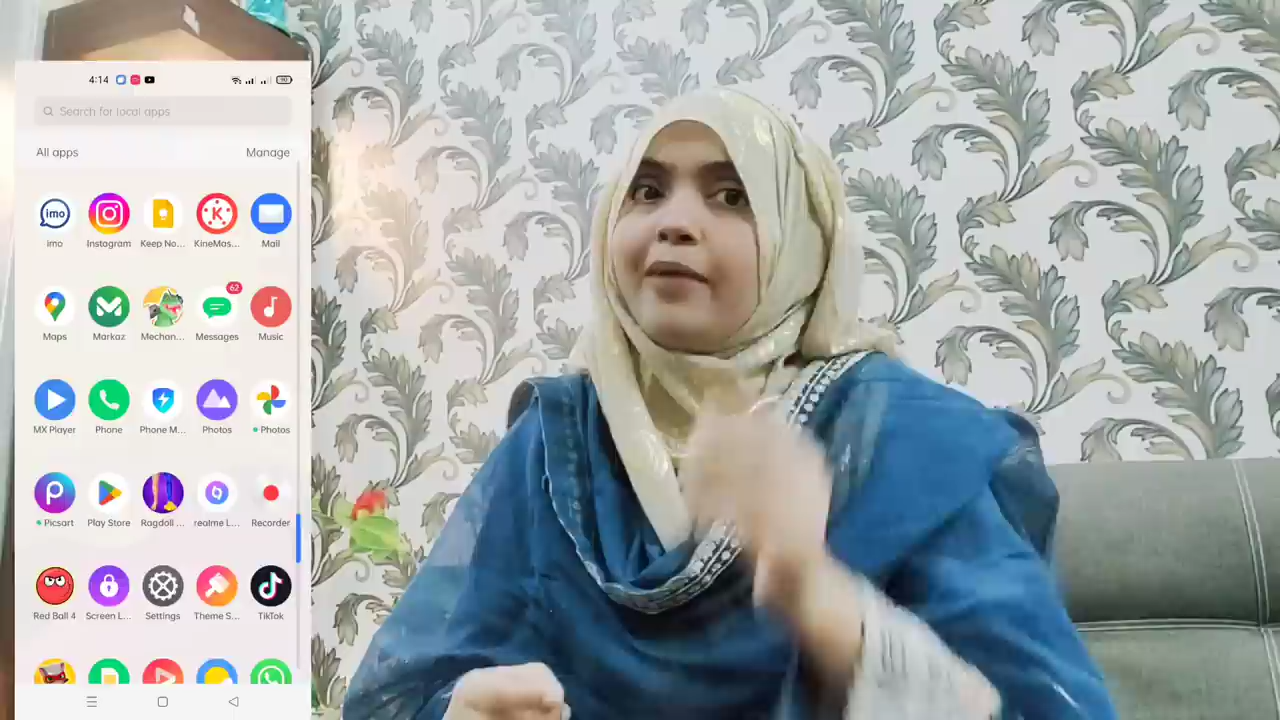 4:14 90
Search for local apps
All apps Manage
imo
imo Instagram Keep No... KineMas... Mail
62
Maps Markaz Mechan... Messages Music
MX Player Phone Phone M... Photos Photos
Picsart Play Store Ragdoll ... realme L... Recorder
Red Ball 4 Screen L... Settings Theme S... TikTok